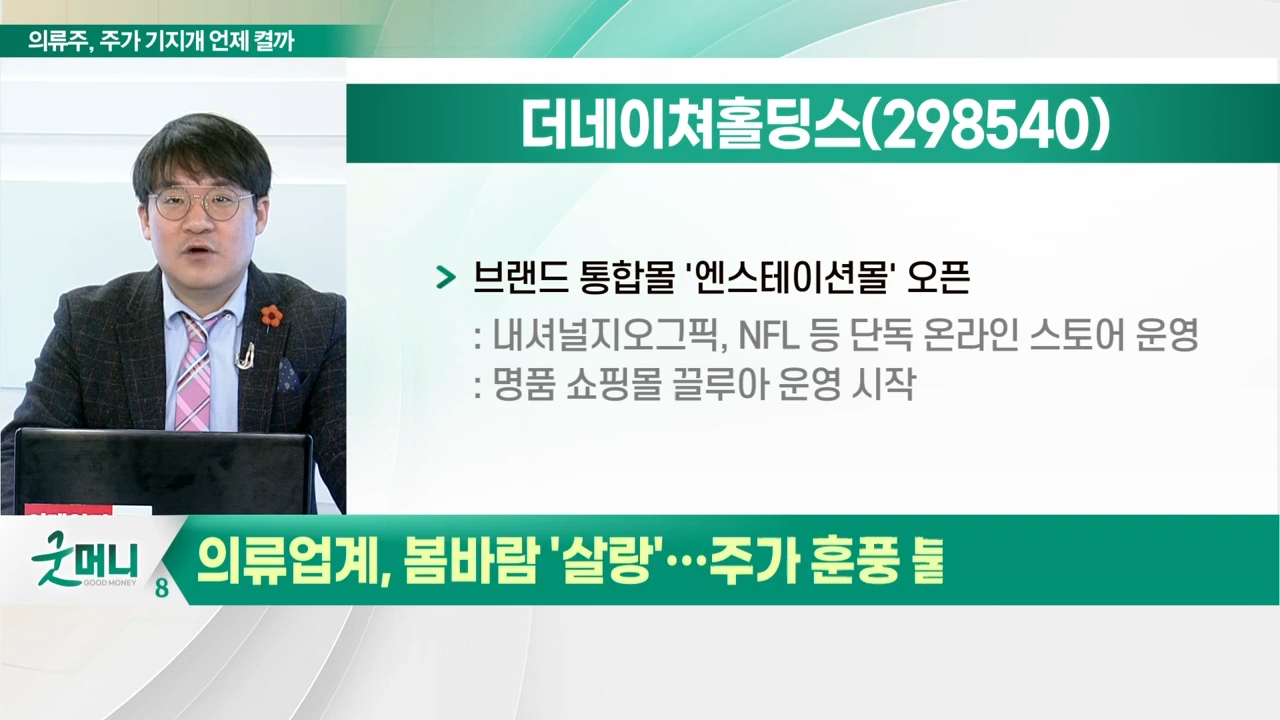 의류주, 주가 기지개 언제 켤까
더네이쳐홀딩스(298540)
브랜드 통합몰 '엔스테이션몰' 오픈
: 내셔널지오그픽, NFL 등 단독 온라인 스토어 운영
: 명품 쇼핑몰 끌루아 운영 시작
굿머니
GOOD MONEY
8
의류업계, 봄바람 '살랑'…주가 훈풍